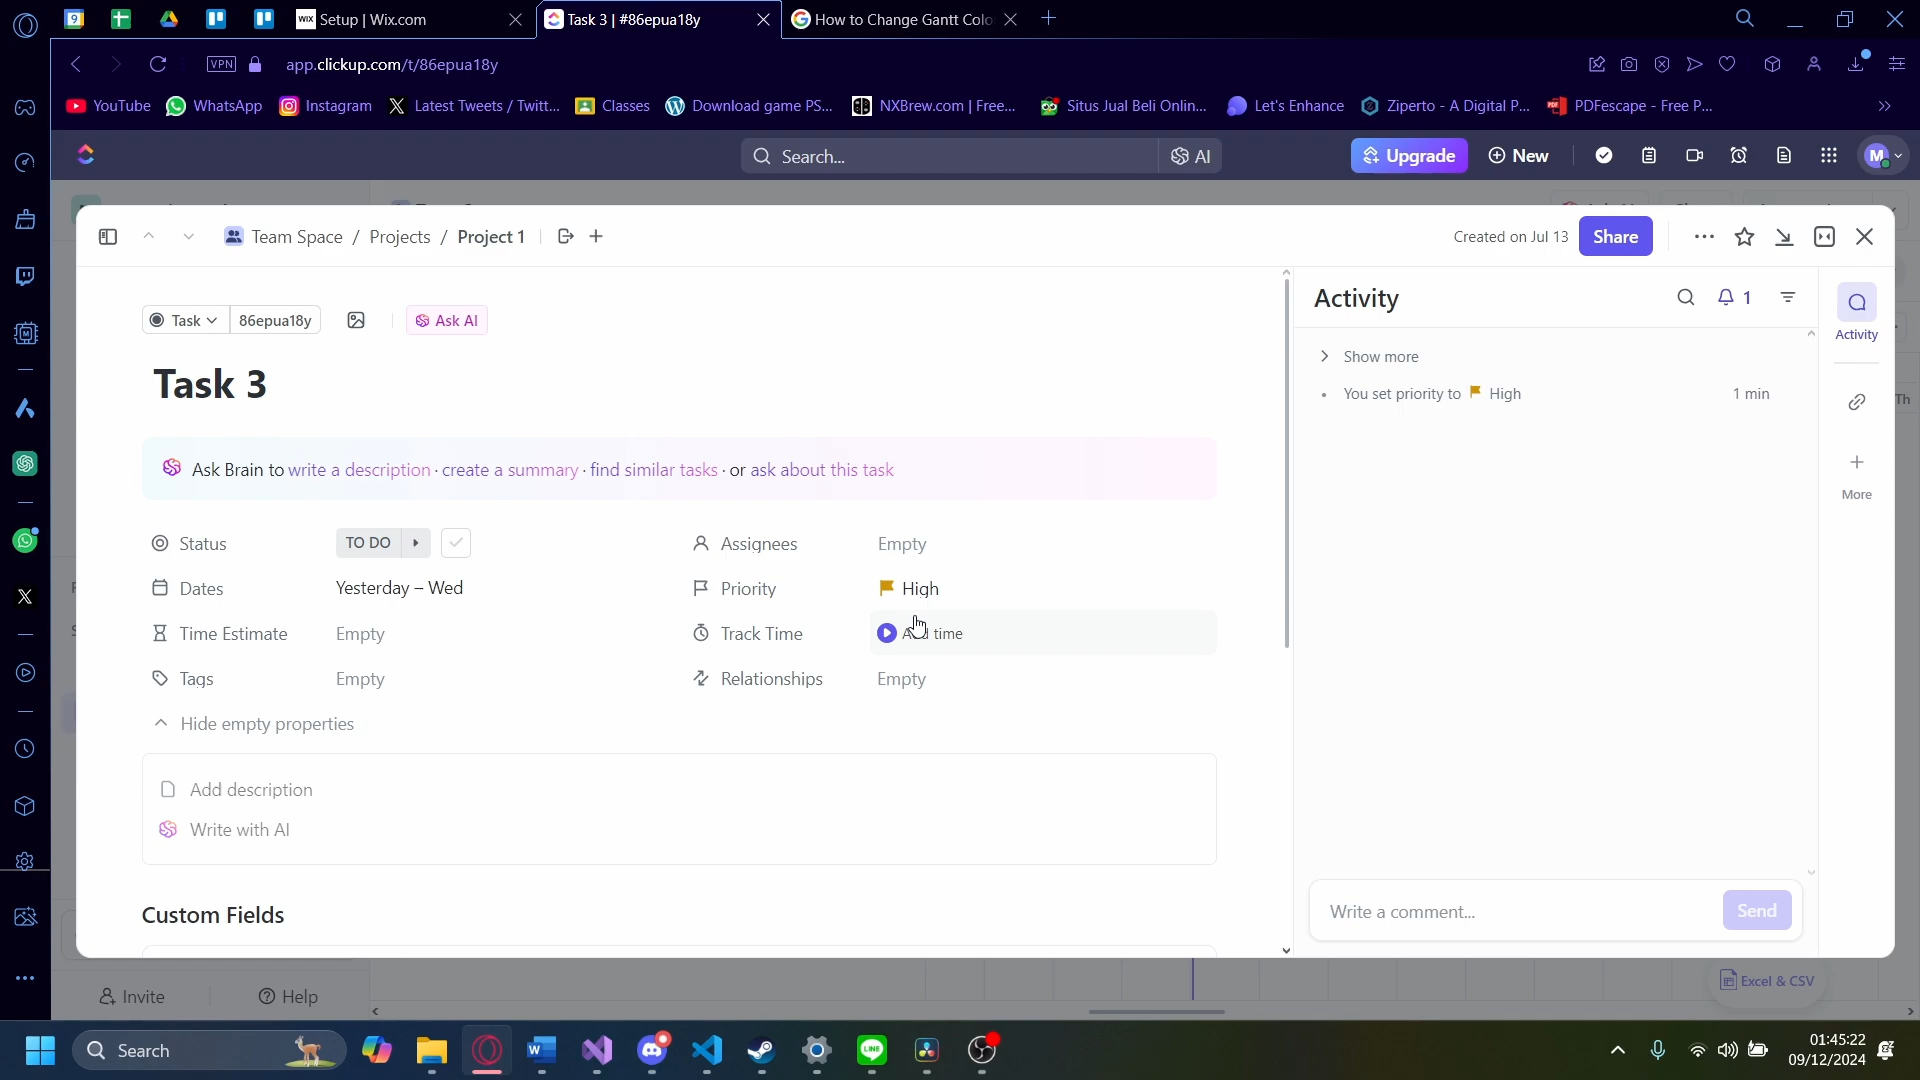 Setup | Wix.com
Task 3 | #86epua18y
How to Change Gantt Colo
VPN
app.clickup.com/t/86epua18y
YouTube
WhatsApp
Instagram
Latest Tweets / Twitt...
Classes
Download game PS...
NXBrew.com | Free...
Situs Jual Beli Onlin...
Let's Enhance
Ziperto - A Digital P...
PDFescape - Free P...
Search...
AI
Upgrade
New
M
Team Space / Projects / Project 1
Created on Jul 13
Share
Task
86epua18y
Ask AI
Task 3
Ask Brain to write a description · create a summary · find similar tasks · or ask about this task
Status
TO DO
Assignees
Empty
Dates
Yesterday – Wed
Priority
High
Time Estimate
Empty
Track Time
time
Tags
Empty
Relationships
Empty
Hide empty properties
Add description
Write with AI
Custom Fields
Activity
1
Show more
You set priority to High
1 min
Write a comment...
Send
Activity
More
Th
Invite
Help
Excel & CSV
Search
01:45:22
09/12/2024